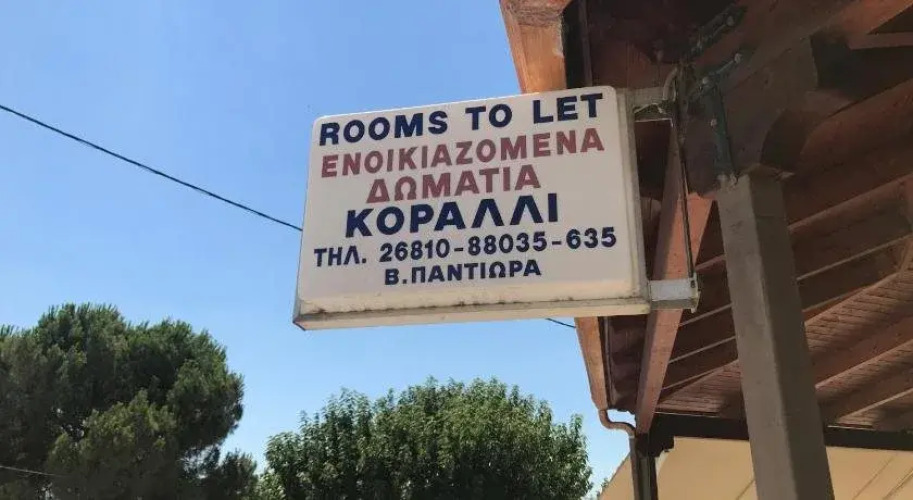 ROOMS TO LET
ΕΝΟΙΚΙΑΖΟΜΕΝΑ
ΔΩΜΑΤΙΑ
ΚΟΡΑΛΛΙ
ΤΗΛ. 26810-88035-635
Β.ΠΑΝΤΙΩΡΑ